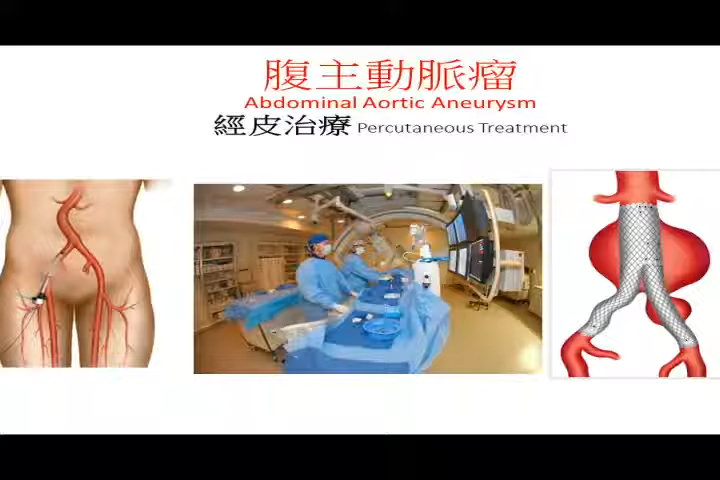 腹主動脈瘤
Abdominal Aortic Aneurysm
經皮治療 Percutaneous Treatment